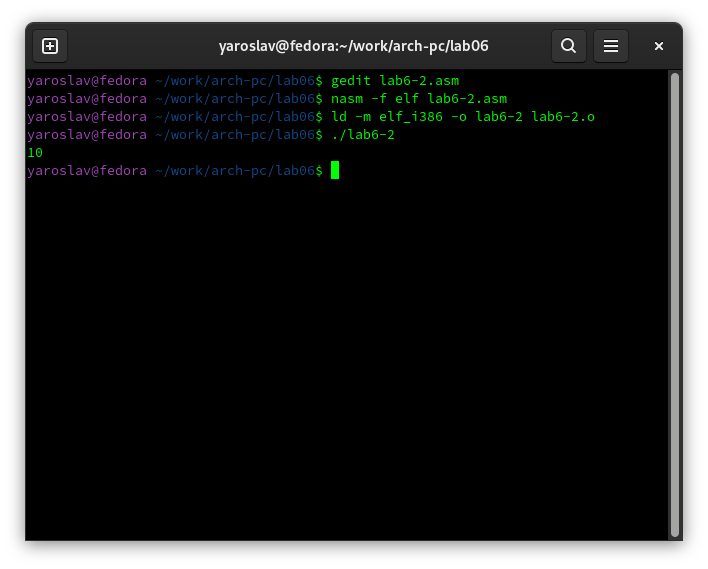 yaroslav@fedora:~/work/arch-pc/lab06
yaroslav@fedora ~/work/arch-pc/lab06$ gedit lab6-2.asm
yaroslav@fedora ~/work/arch-pc/lab06$ nasm -f elf lab6-2.asm
yaroslav@fedora ~/work/arch-pc/lab06$ ld -m elf_i386 -o lab6-2 lab6-2.o
yaroslav@fedora ~/work/arch-pc/lab06$ ./lab6-2
10
yaroslav@fedora ~/work/arch-pc/lab06$